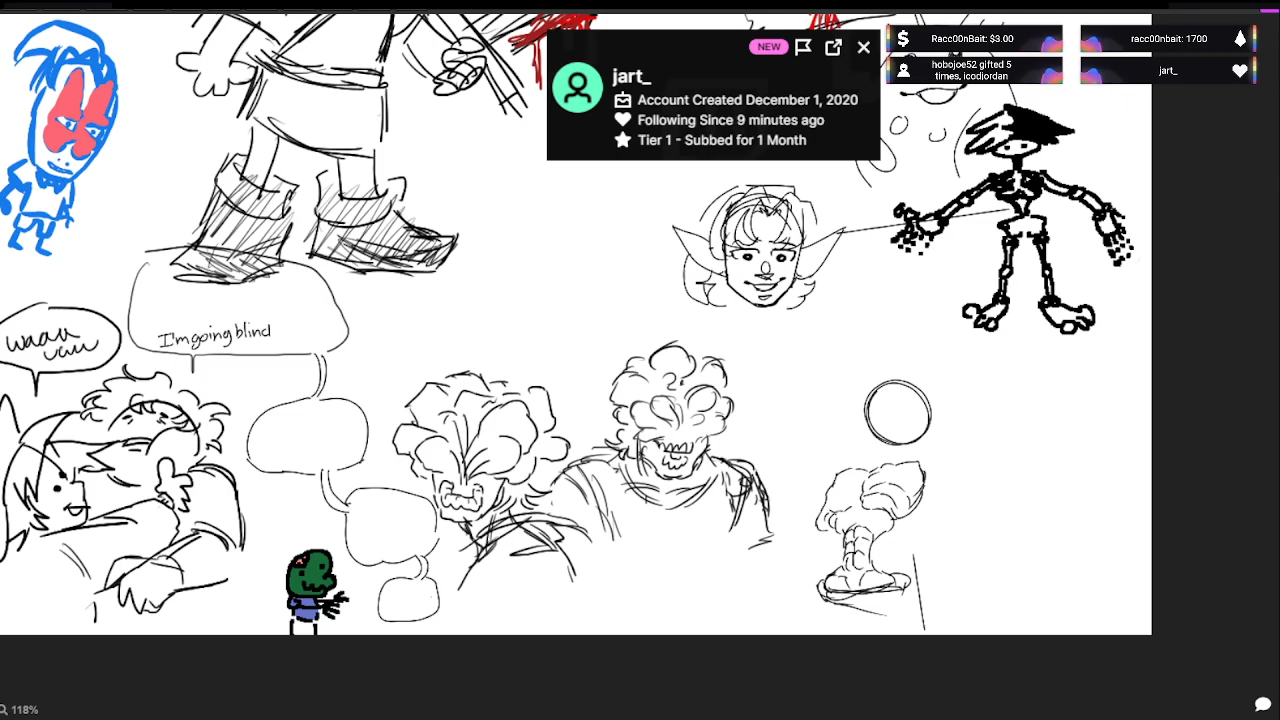 NEW
jart_
Account Created December 1, 2020
Following Since 9 minutes ago
Tier 1 - Subbed for 1 Month
$ Racc00nBait: $3.00
racc00nbait: 1700
hobojoe52 gifted 5
times, icodjordan
jart_
I'm going blind
waaa
118%